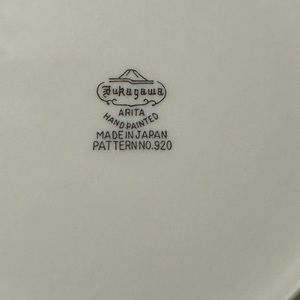 Fukagawa
ARITA
HAND PAINTED
MADE IN JAPAN
PATTERN NO. 920